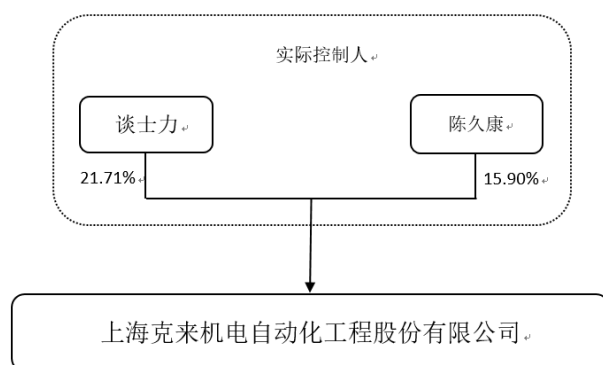 实际控制人
谈士力
陈久康
21.71%
15.90%
上海克来机电自动化工程股份有限公司